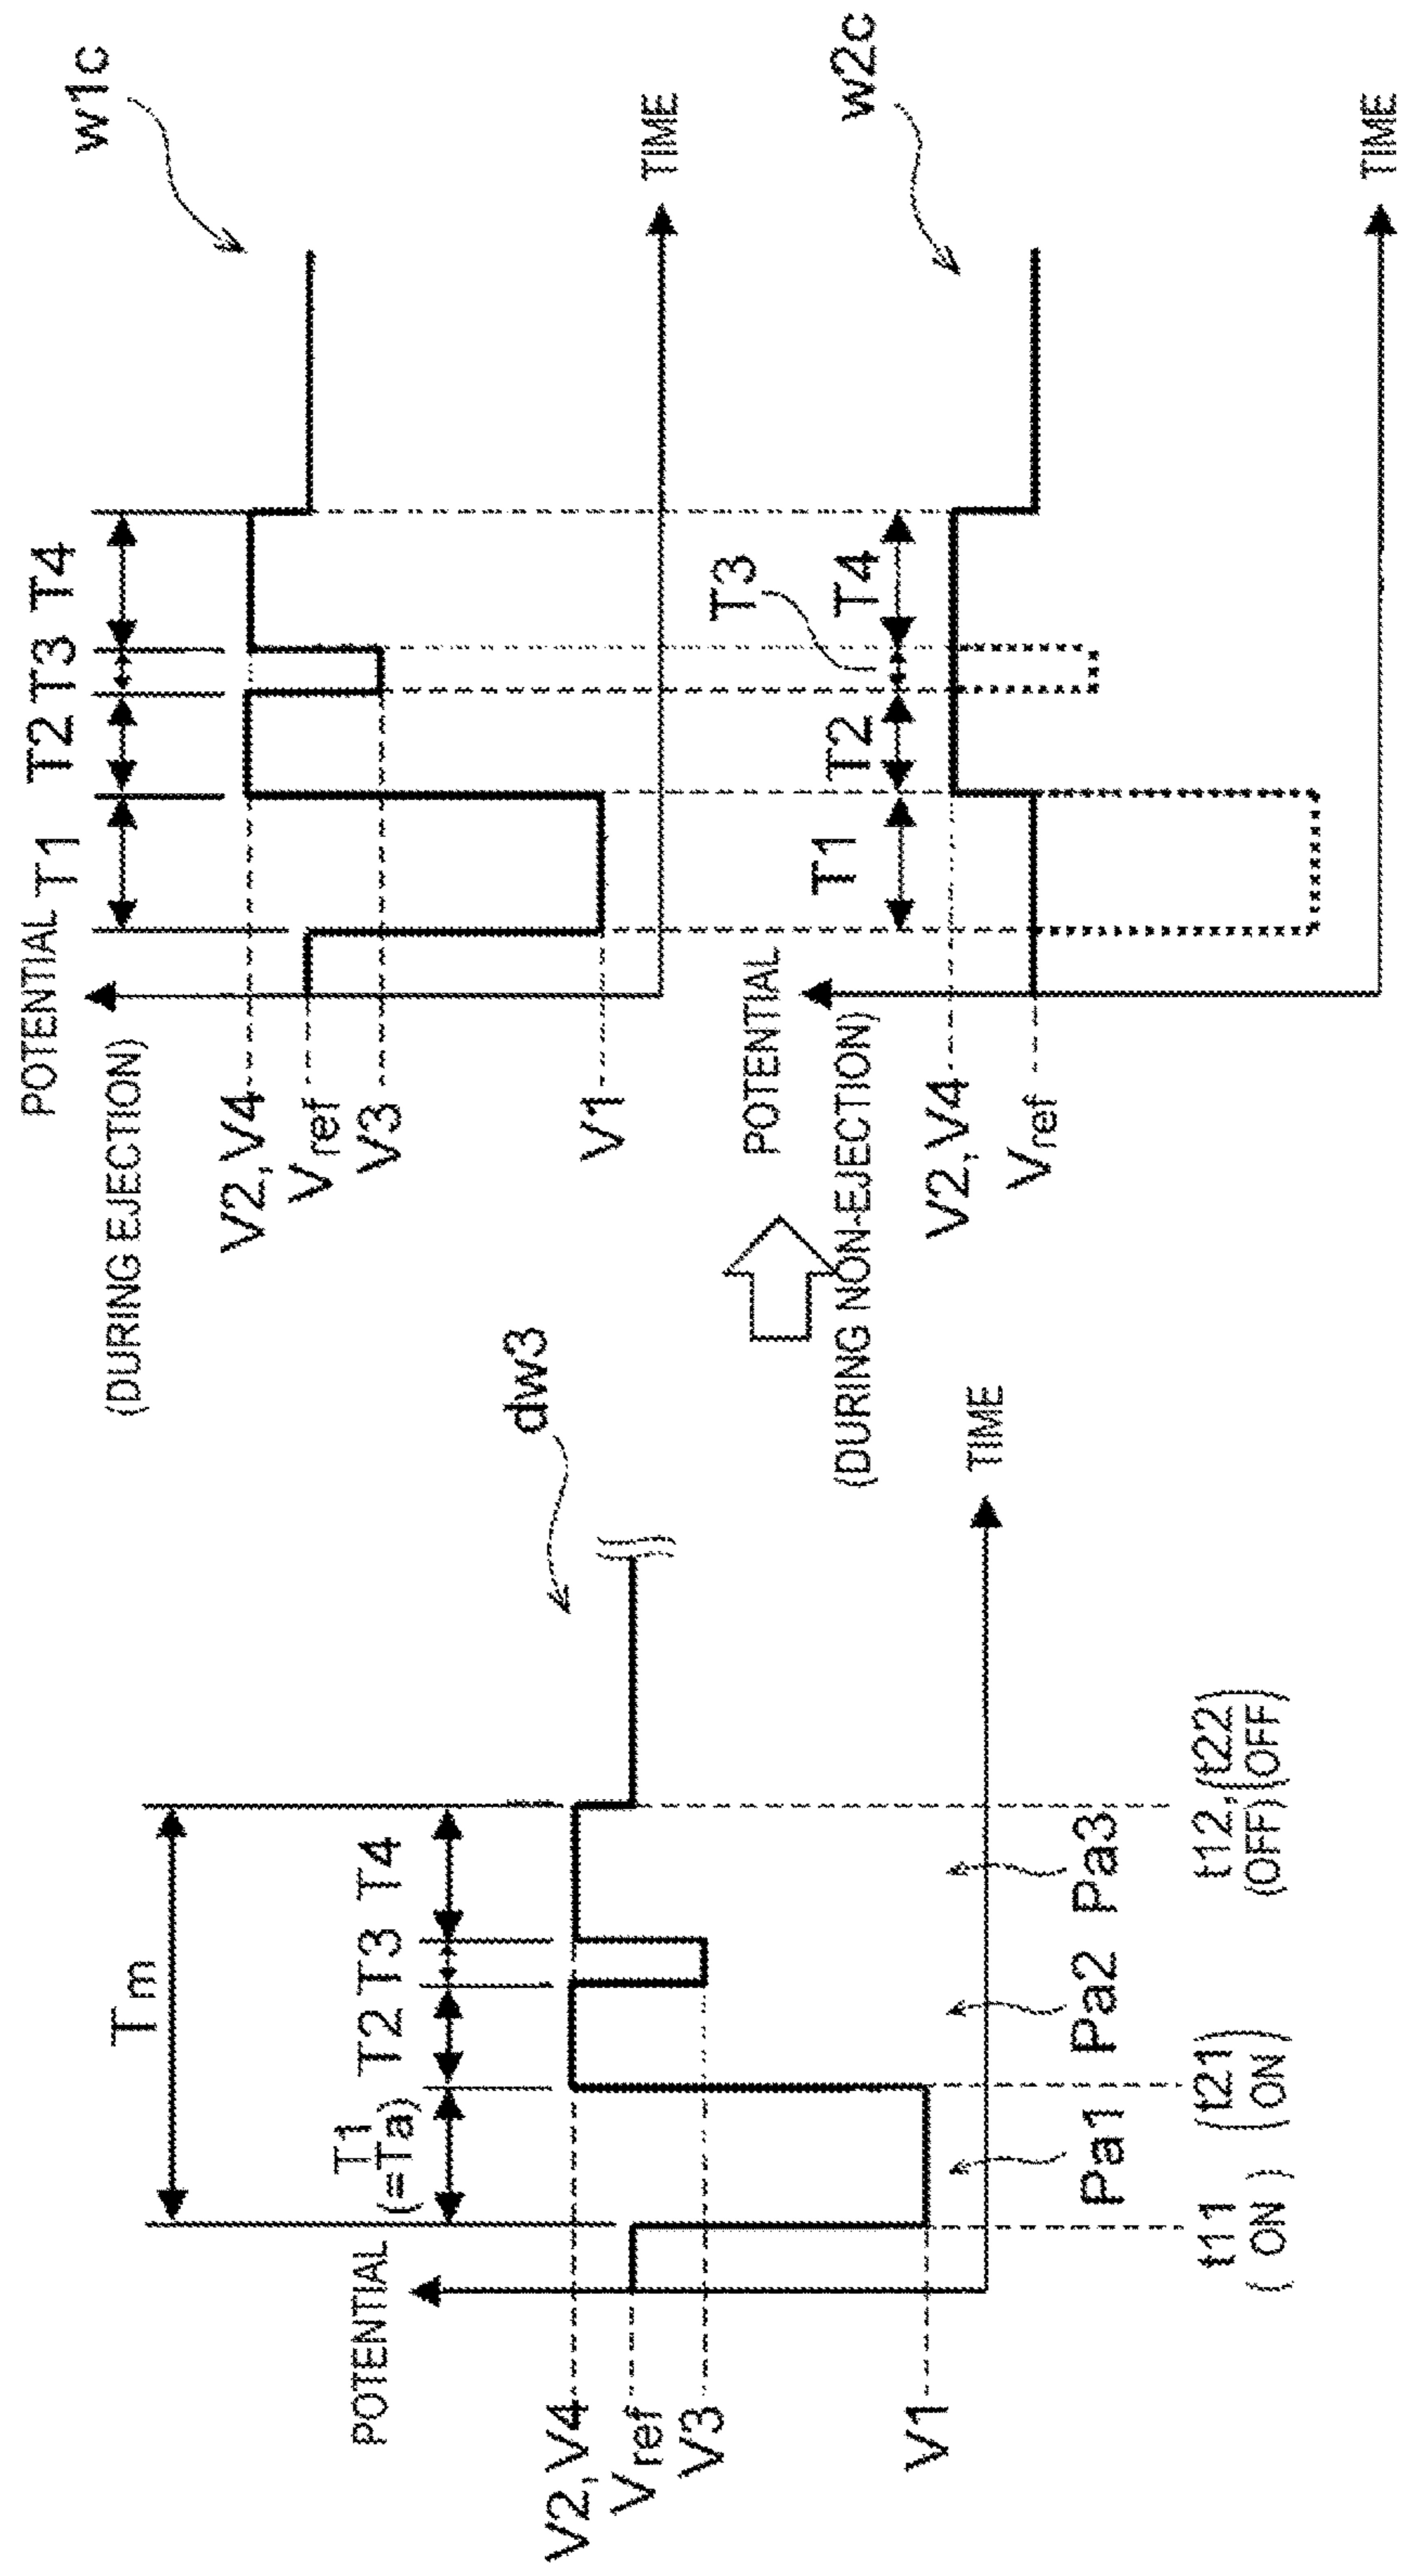 POTENTIAL
Tm
T1
(=Ta)
T2
T3
T4
dw3
V2, V4
Vref
V3
V1
TIME
Pa1
Pa2
Pa3
t11
( ON )
(t21)
( ON )
t12,(t22)
(OFF)(OFF)
POTENTIAL
(DURING EJECTION)
T1
T2
T3
T4
w1c
V2, V4
Vref
V3
V1
TIME
POTENTIAL
(DURING NON-EJECTION)
T1
T2
T3
T4
w2c
V2, V4
Vref
TIME